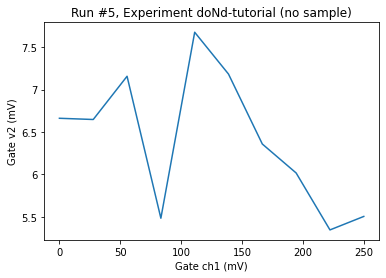 Run #5, Experiment doNd-tutorial (no sample)
7.5
7
6.5
6
5.5
Gate v2 (mV)
0 50 100 150 200 250
Gate ch1 (mV)